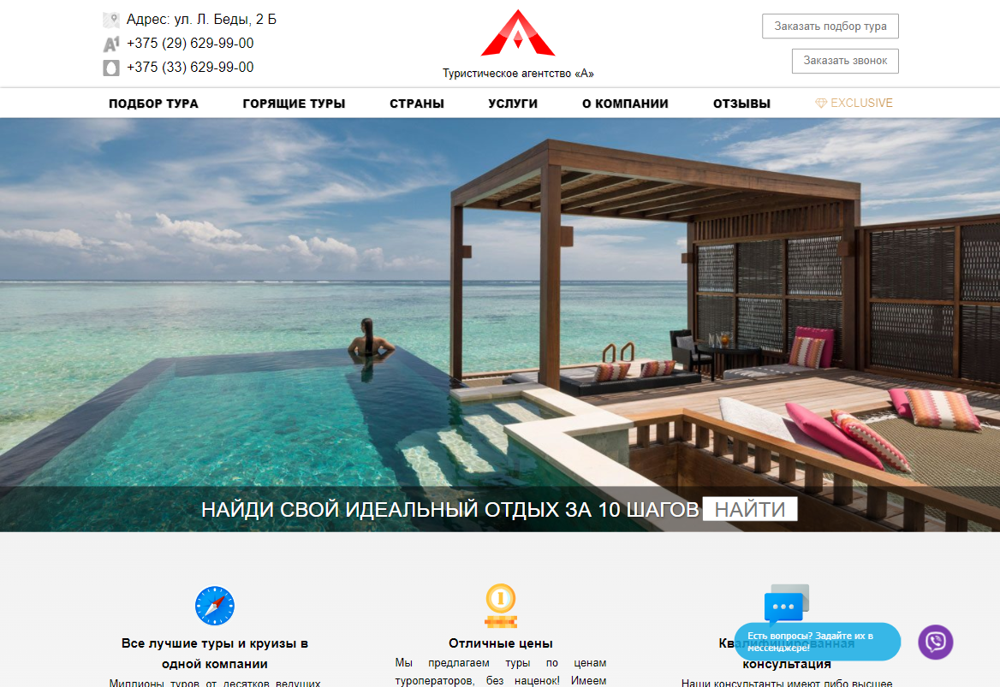 Адрес: ул. Л. Беды, 2 Б
A1 +375 (29) 629-99-00
+375 (33) 629-99-00
Туристическое агентство «А»
Заказать подбор тура
Заказать звонок
ПОДБОР ТУРА ГОРЯЩИЕ ТУРЫ СТРАНЫ УСЛУГИ О КОМПАНИИ ОТЗЫВЫ EXCLUSIVE
НАЙДИ СВОЙ ИДЕАЛЬНЫЙ ОТДЫХ ЗА 10 ШАГОВ НАЙТИ
Все лучшие туры и круизы в
одной компании
Миллионы туров от десятков ведущих
1
Отличные цены
Мы предлагаем туры по ценам
туроператоров, без наценок! Имеем
Квалифицированная
консультация
Наши консультанты имеют либо высшее
Есть вопросы? Задайте их в
мессенджере!